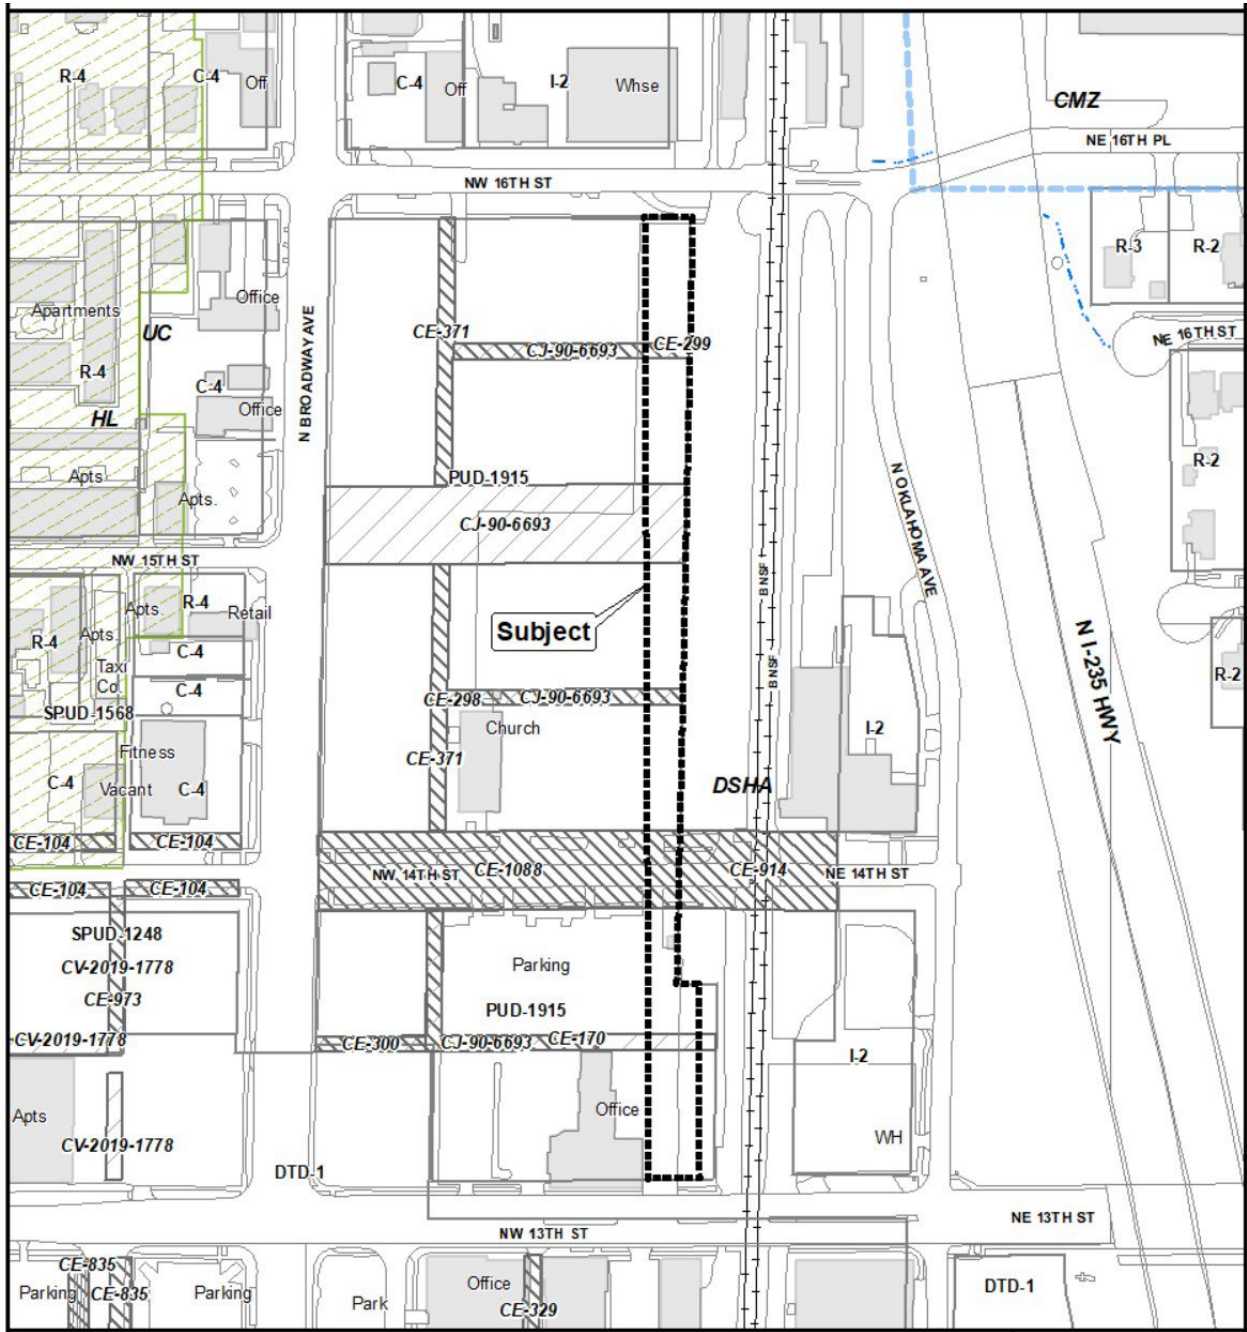 R-4
C-4
Off
C-4
Off
I-2
Whse
CMZ
NE 16TH PL
NW 16TH ST
R-3
R-2
Office
Apartments
UC
N BROADWAY AVE
CE-371
CJ-90-6693
CE-299
NE 16TH ST
R-4
C-4
Office
HL
Apts
Apts.
PUD-1915
CJ-90-6693
R-2
N OKLAHOMA AVE
NW 15TH ST
BNSF
Apts.
R-4
Retail
Subject
R-4
Apts.
C-4
Taxi
Co.
C-4
BNSF
N I-235 HWY
R-2
SPUD-1568
CE-298
CJ-90-6693
Church
I-2
Fitness
CE-371
C-4
Vacant
C-4
DSHA
CE-104
CE-104
NW 14TH ST
CE-1088
CE-914
NE 14TH ST
CE-104
CE-104
SPUD-1248
CV-2019-1778
Parking
CE-973
PUD-1915
CV-2019-1778
CE-300
CJ-90-6693
CE-170
I-2
Apts
Office
WH
CV-2019-1778
DTD-1
NE 13TH ST
NW 13TH ST
CE-835
Parking
CE-835
Parking
Park
Office
CE-329
DTD-1